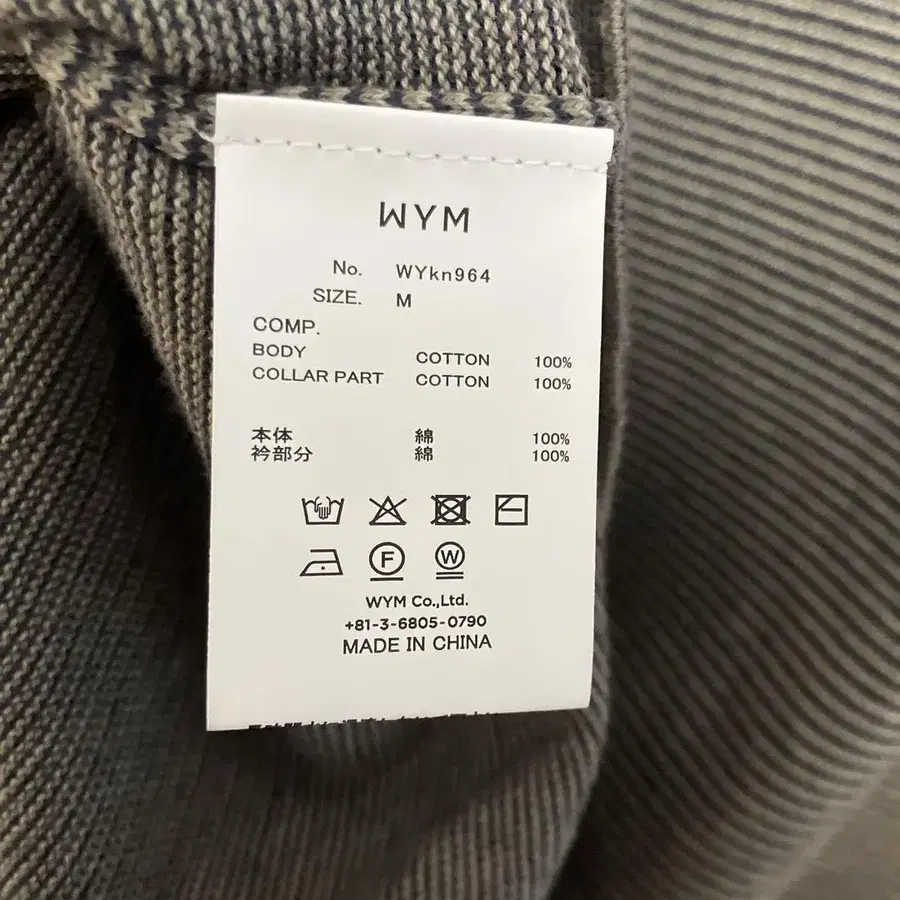 WYM
No. WYkn964
SIZE. M
COMP.
BODY COTTON 100%
COLLAR PART COTTON 100%
本体 綿 100%
衿部分 綿 100%
F W
WYM Co.,Ltd.
+81-3-6805-0790
MADE IN CHINA